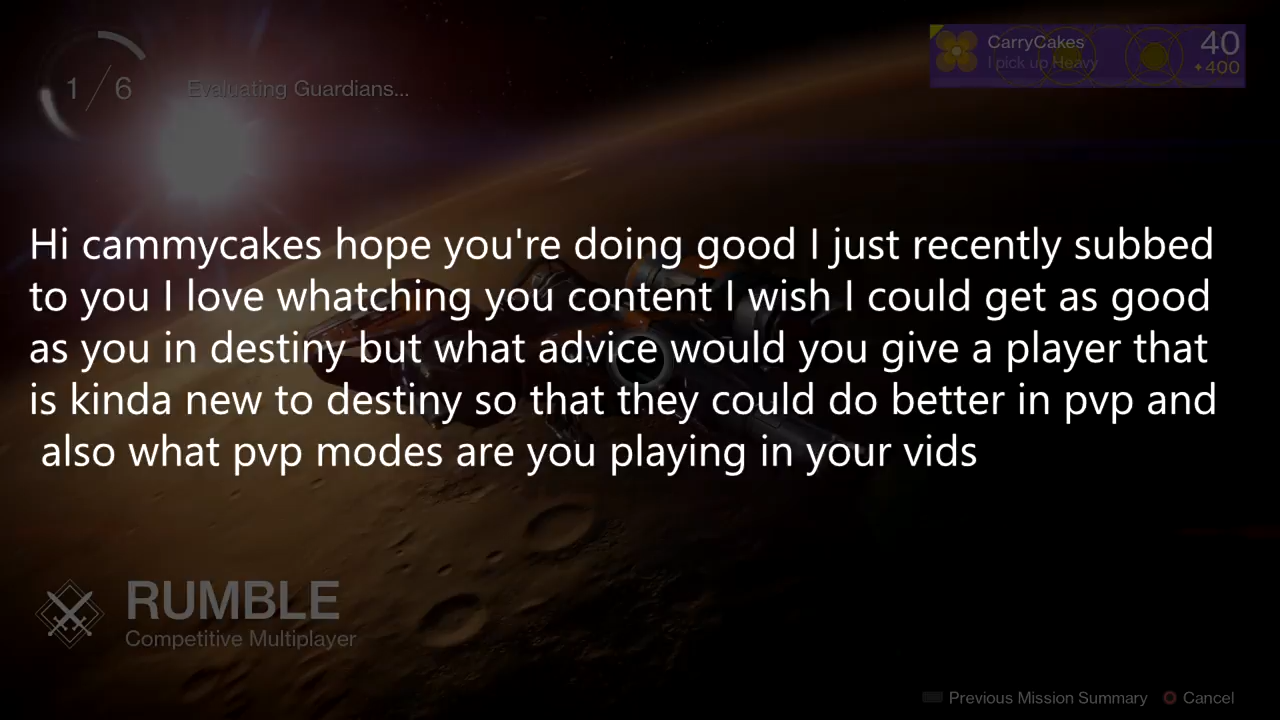 1/6
Evaluating Guardians...
CarryCakes
I pick up Heavy
40
+400
Hi cammycakes hope you're doing good I just recently subbed
to you I love whatching you content I wish I could get as good
as you in destiny but what advice would you give a player that
is kinda new to destiny so that they could do better in pvp and
also what pvp modes are you playing in your vids
RUMBLE
Competitive Multiplayer
Previous Mission Summary Cancel